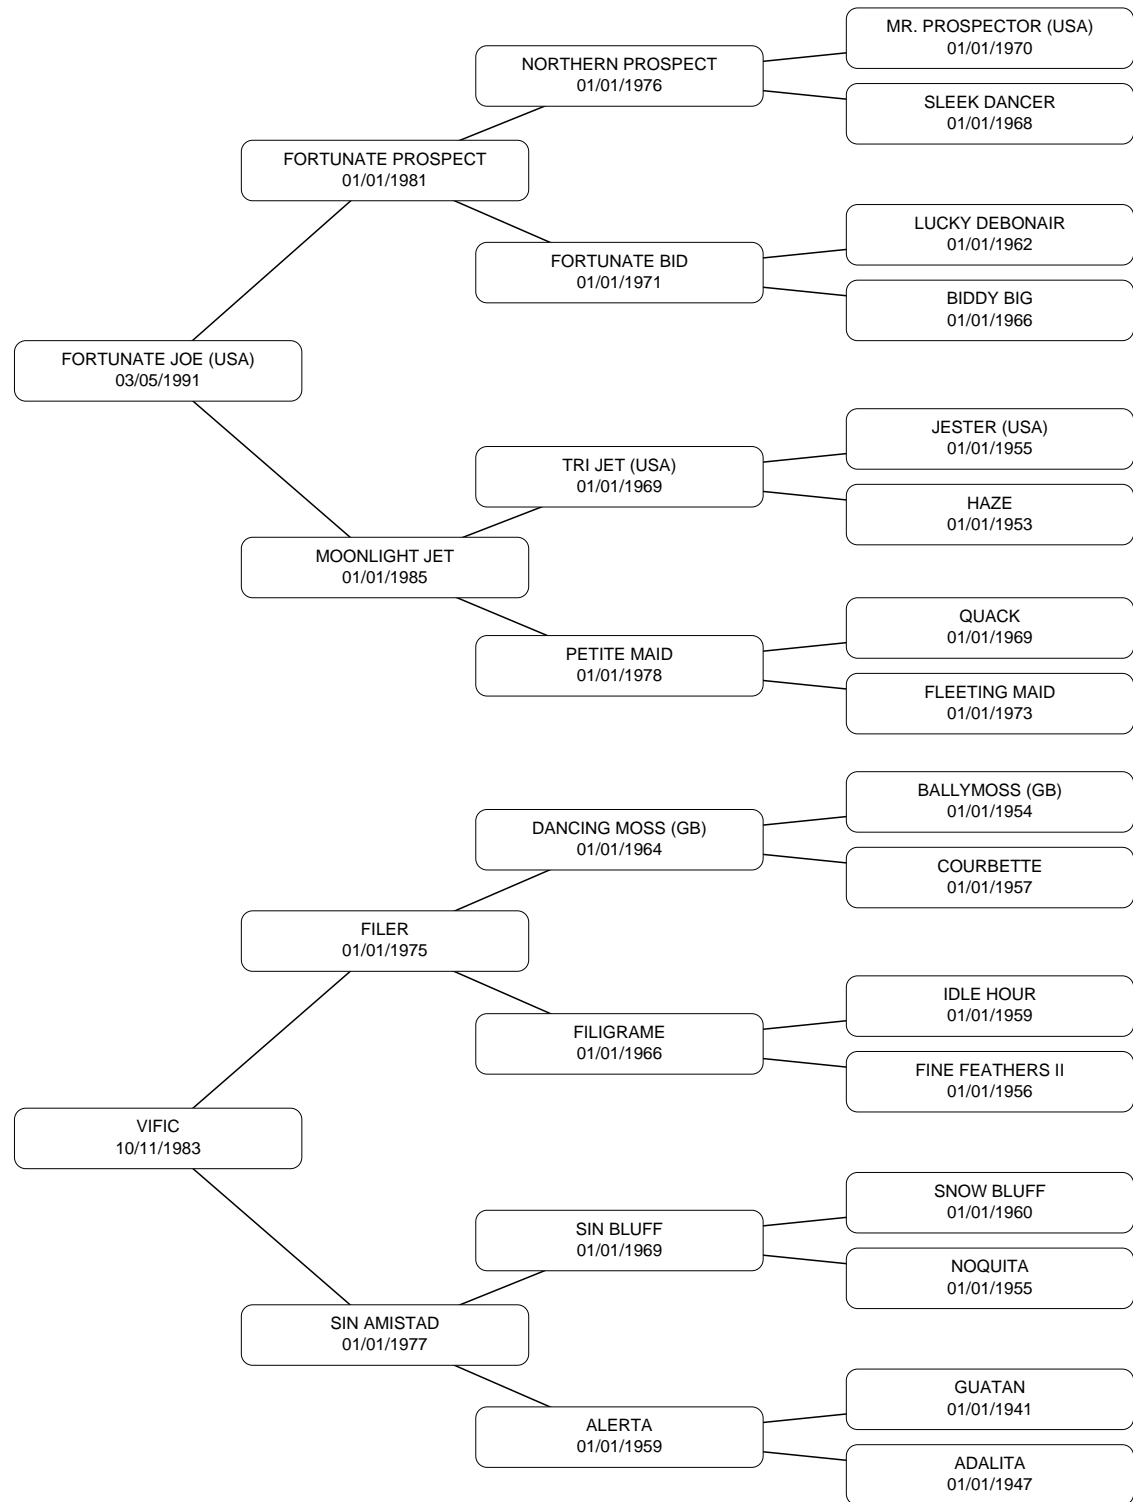 MR. PROSPECTOR (USA)
01/01/1970
NORTHERN PROSPECT
01/01/1976
SLEEK DANCER
01/01/1968
FORTUNATE PROSPECT
01/01/1981
LUCKY DEBONAIR
01/01/1962
FORTUNATE BID
01/01/1971
BIDDY BIG
01/01/1966
FORTUNATE JOE (USA)
03/05/1991
JESTER (USA)
01/01/1955
TRI JET (USA)
01/01/1969
HAZE
01/01/1953
MOONLIGHT JET
01/01/1985
QUACK
01/01/1969
PETITE MAID
01/01/1978
FLEETING MAID
01/01/1973
BALLYMOSS (GB)
01/01/1954
DANCING MOSS (GB)
01/01/1964
COURBETTE
01/01/1957
FILER
01/01/1975
IDLE HOUR
01/01/1959
FILIGRAME
01/01/1966
FINE FEATHERS II
01/01/1956
VIFIC
10/11/1983
SNOW BLUFF
01/01/1960
SIN BLUFF
01/01/1969
NOQUITA
01/01/1955
SIN AMISTAD
01/01/1977
GUATAN
01/01/1941
ALERTA
01/01/1959
ADALITA
01/01/1947